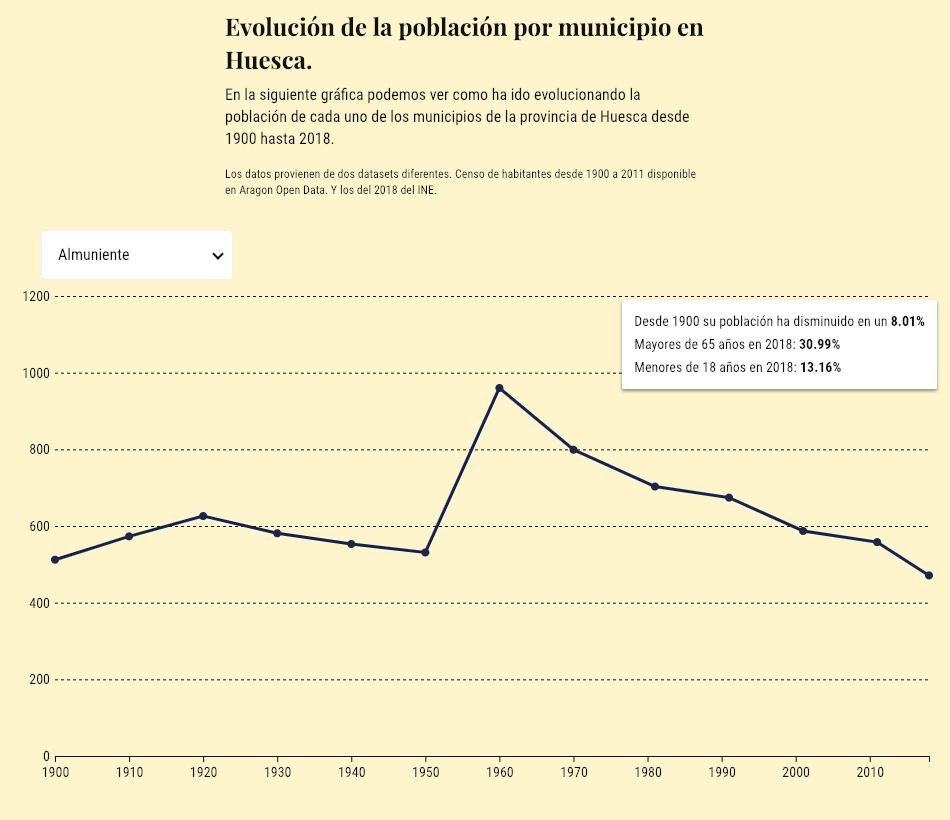 Evolución de la población por municipio en
Huesca.
En la siguiente gráfica podemos ver como ha ido evolucionando la
población de cada uno de los municipios de la provincia de Huesca desde
1900 hasta 2018.
Los datos provienen de dos datasets diferentes. Censo de habitantes desde 1900 a 2011 disponible
en Aragon Open Data. Y los del 2018 del INE.
Almuniente
1200
Desde 1900 su población ha disminuido en un 8.01%
Mayores de 65 años en 2018: 30.99%
Menores de 18 años en 2018: 13.16%
1000
800
600
400
200
0
1900 1910 1920 1930 1940 1950 1960 1970 1980 1990 2000 2010